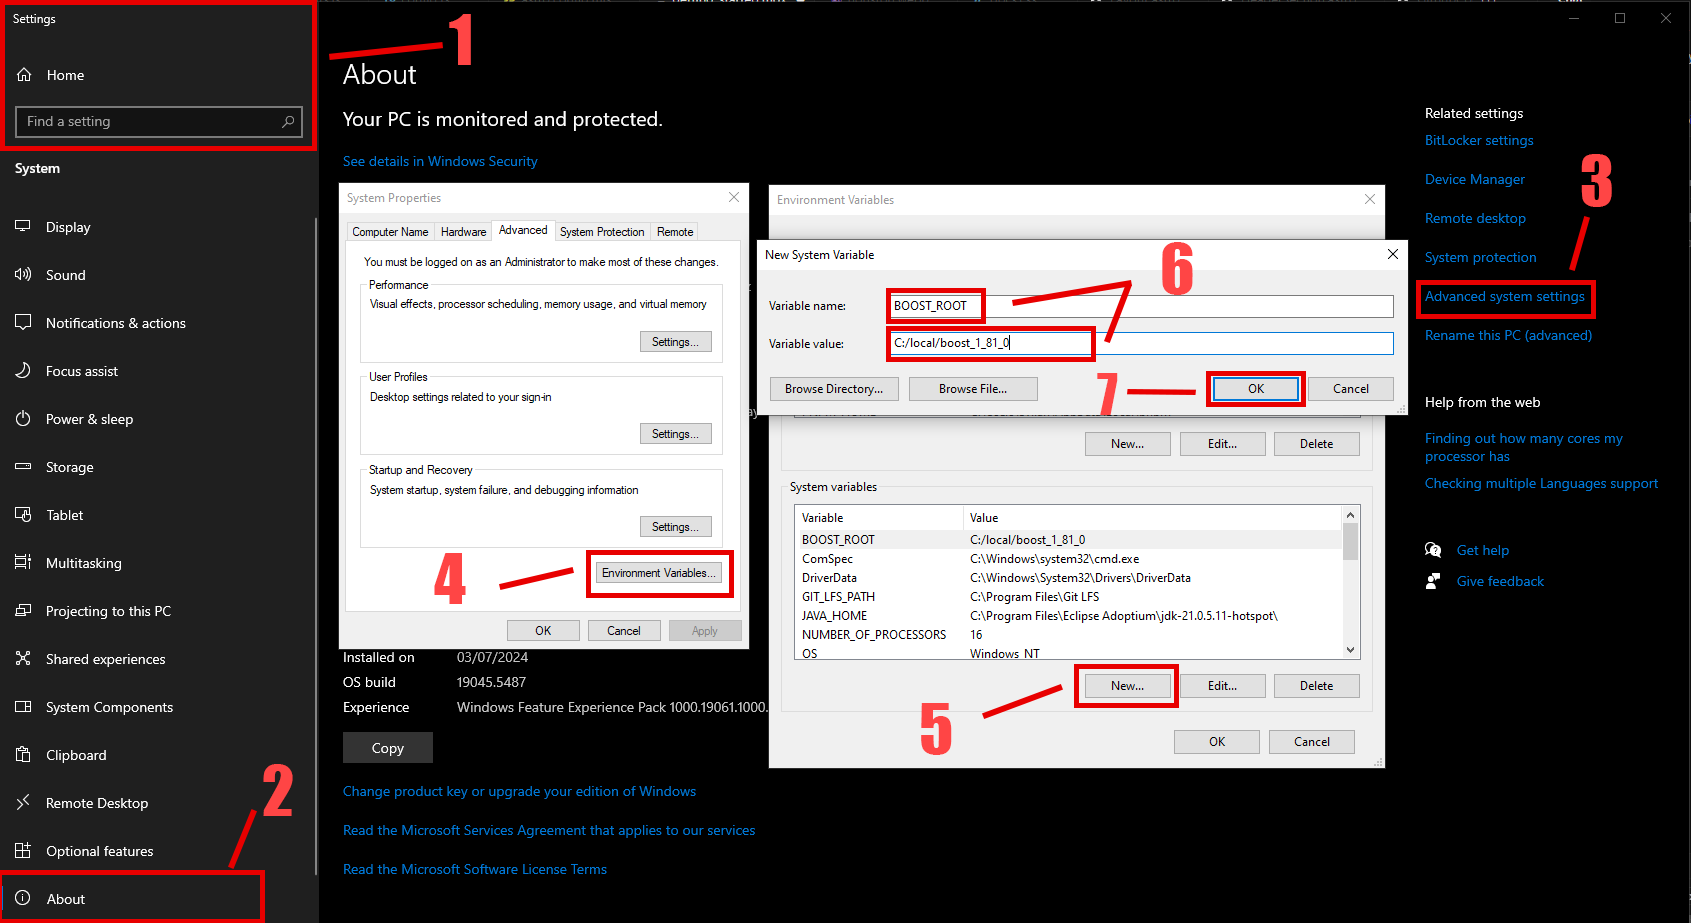 Settings
Home
Find a setting
System
Display
Sound
Notifications & actions
Focus assist
Power & sleep
Storage
Tablet
Multitasking
Projecting to this PC
Shared experiences
System Components
Clipboard
Remote Desktop
Optional features
About
1
2
About
Your PC is monitored and protected.
See details in Windows Security
System Properties
Computer Name
Hardware
Advanced
System Protection
Remote
You must be logged on as an Administrator to make most of these changes.
Performance
Visual effects, processor scheduling, memory usage, and virtual memory
Settings...
User Profiles
Desktop settings related to your sign-in
Settings...
Startup and Recovery
System startup, system failure, and debugging information
Settings...
4
Environment Variables...
OK
Cancel
Apply
Installed on 03/07/2024
OS build 19045.5487
Experience Windows Feature Experience Pack 1000.19061.1000.
Copy
Change product key or upgrade your edition of Windows
Read the Microsoft Services Agreement that applies to our services
Read the Microsoft Software License Terms
Environment Variables
New System Variable
6
Variable name: BOOST_ROOT
Variable value: C:/local/boost_1_81_0
Browse Directory...
Browse File...
7
OK
Cancel
New...
Edit...
Delete
System variables
Variable Value
BOOST_ROOT C:/local/boost_1_81_0
ComSpec C:\Windows\system32\cmd.exe
DriverData C:\Windows\System32\Drivers\DriverData
GIT_LFS_PATH C:\Program Files\Git LFS
JAVA_HOME C:\Program Files\Eclipse Adoptium\jdk-21.0.5.11-hotspot\
NUMBER_OF_PROCESSORS 16
OS Windows_NT
5
New...
Edit...
Delete
OK
Cancel
Related settings
BitLocker settings
3
Device Manager
Remote desktop
System protection
Advanced system settings
Rename this PC (advanced)
Help from the web
Finding out how many cores my
processor has
Checking multiple Languages support
Get help
Give feedback